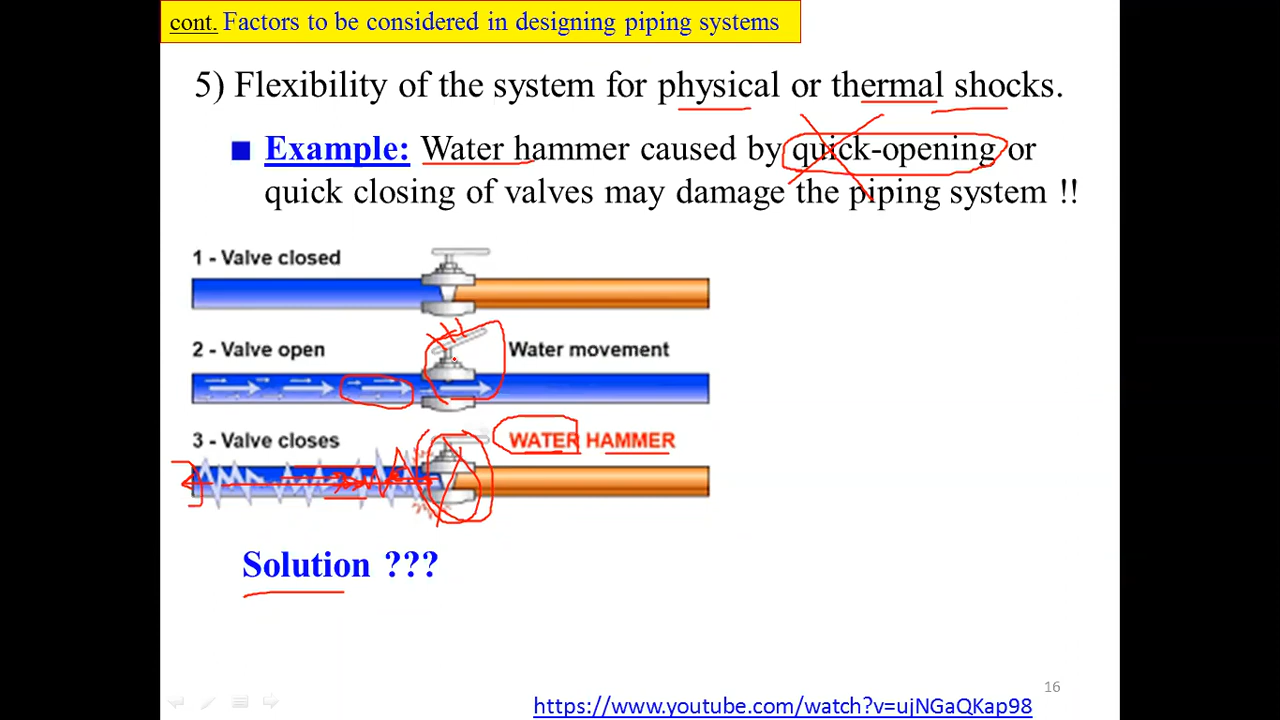 cont. Factors to be considered in designing piping systems
5) Flexibility of the system for physical or thermal shocks.
Example: Water hammer caused by quick-opening or
quick closing of valves may damage the piping system !!
1 - Valve closed
2 - Valve open
Water movement
3 - Valve closes
WATER HAMMER
Solution ???
16
https://www.youtube.com/watch?v=ujNGaQKap98